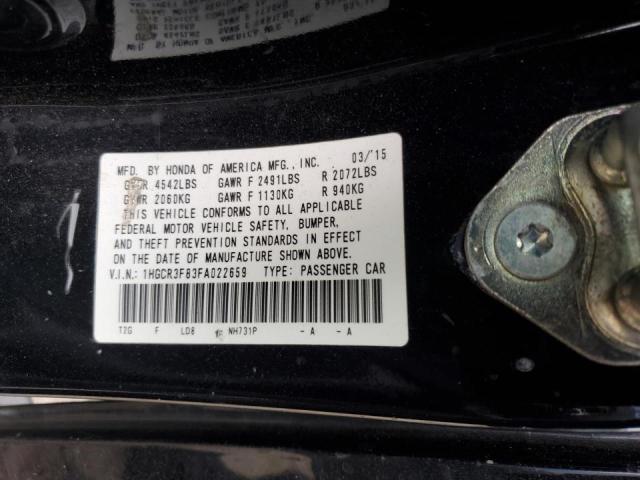 MFD. BY HONDA OF AMERICA MFG., INC. 03/'15
GVWR 4542LBS GAWR F 2491LBS R 2072LBS
GVWR 2060KG GAWR F 1130KG R 940KG
THIS VEHICLE CONFORMS TO ALL APPLICABLE
FEDERAL MOTOR VEHICLE SAFETY, BUMPER,
AND THEFT PREVENTION STANDARDS IN EFFECT
ON THE DATE OF MANUFACTURE SHOWN ABOVE.
V.I.N.: 1HGCR3F83FA022659 TYPE: PASSENGER CAR
T2G F LD8 NH731P - A - A